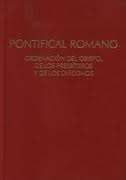 PONTIFICAL ROMANO
ORDENACIÓN DEL OBISPO,
DE LOS PRESBÍTEROS
Y DE LOS DIÁCONOS